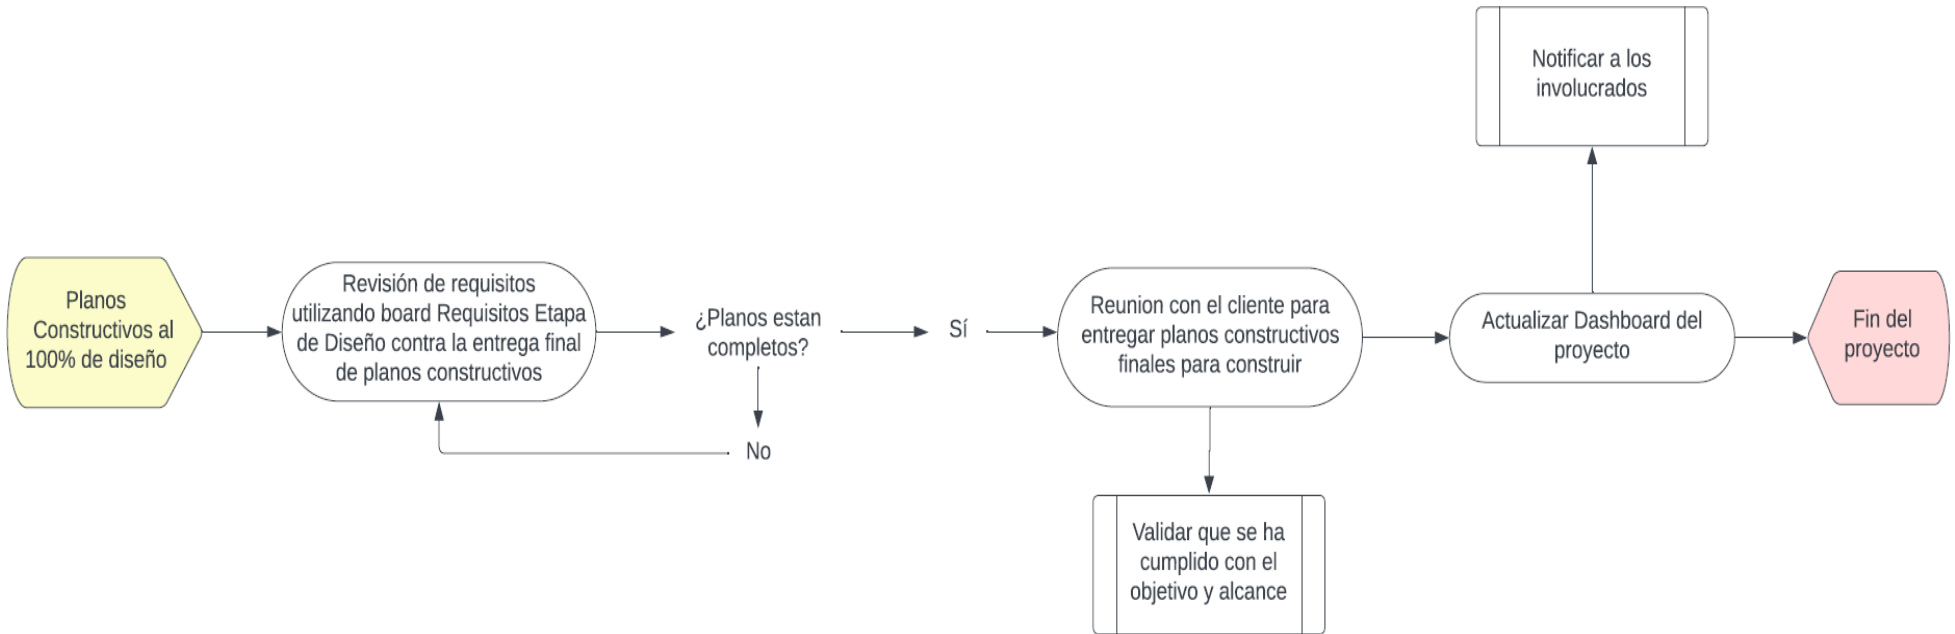 Planos
Constructivos al
100% de diseño
Revisión de requisitos
utilizando board Requisitos Etapa
de Diseño contra la entrega final
de planos constructivos
¿Planos estan
completos?
No
Sí
Reunion con el cliente para
entregar planos constructivos
finales para construir
Validar que se ha
cumplido con el
objetivo y alcance
Actualizar Dashboard del
proyecto
Notificar a los
involucrados
Fin del
proyecto